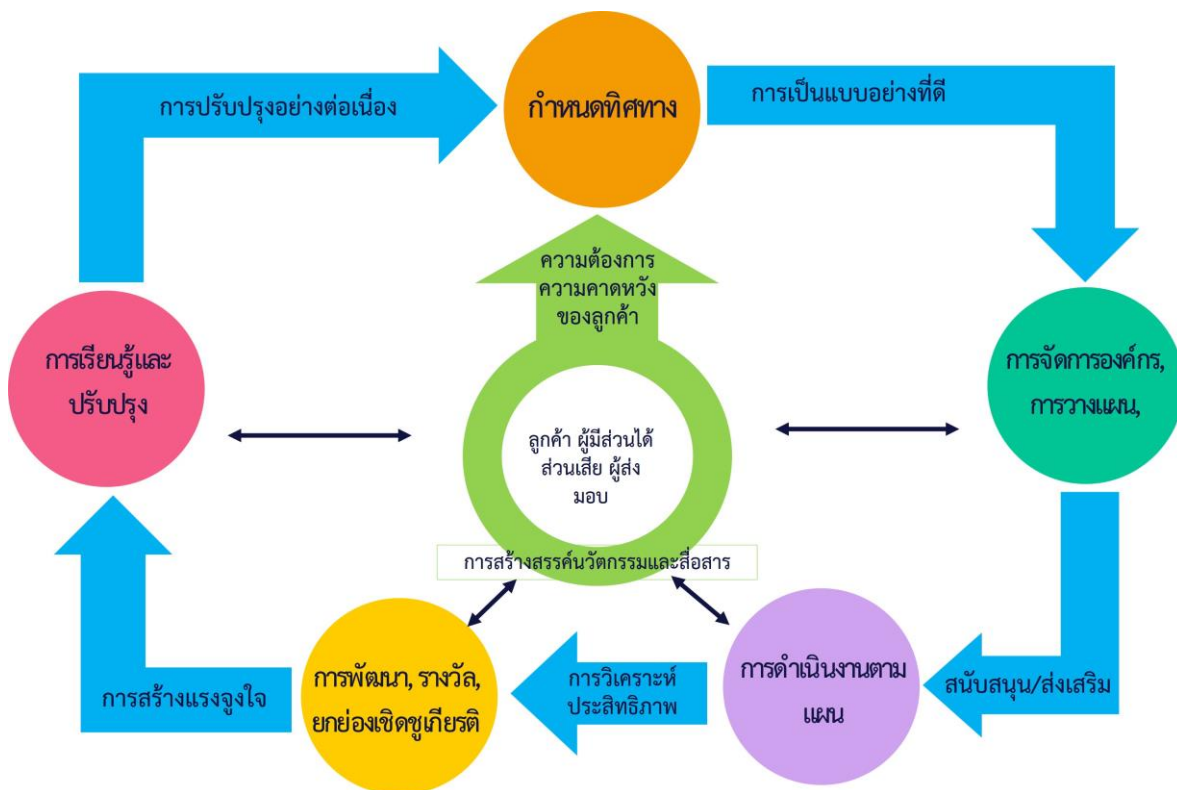 การปรับปรุงอย่างต่อเนื่อง
กำหนดทิศทาง
การเป็นแบบอย่างที่ดี
ความต้องการ
ความคาดหวัง
ของลูกค้า
การเรียนรู้และ
ปรับปรุง
การจัดการองค์กร,
การวางแผน,
ลูกค้า ผู้มีส่วนได้
ส่วนเสีย ผู้ส่ง
มอบ
การสร้างสรรค์นวัตกรรมและสื่อสาร
การสร้างแรงจูงใจ
การพัฒนา, รางวัล,
ยกย่องเชิดชูเกียรติ
การวิเคราะห์
ประสิทธิภาพ
การดำเนินงานตาม
แผน
สนับสนุน/ส่งเสริม